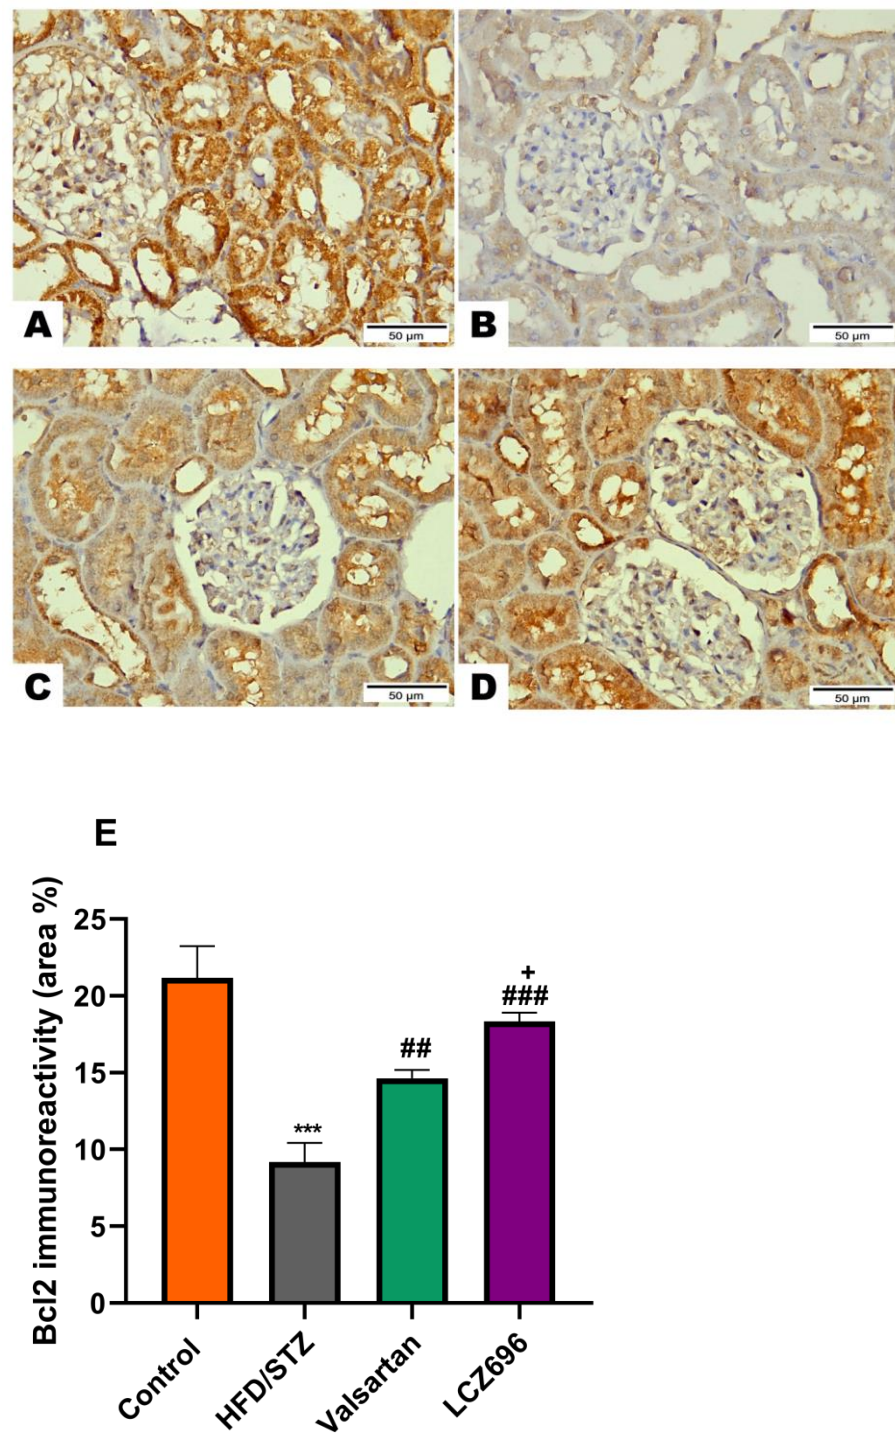 A
50 µm
B
50 µm
C
50 µm
D
50 µm
E
Bcl2 immunoreactivity (area %)
25
20
15
10
5
0
***
##
+
###
Control
HFD/STZ
Valsartan
LCZ696